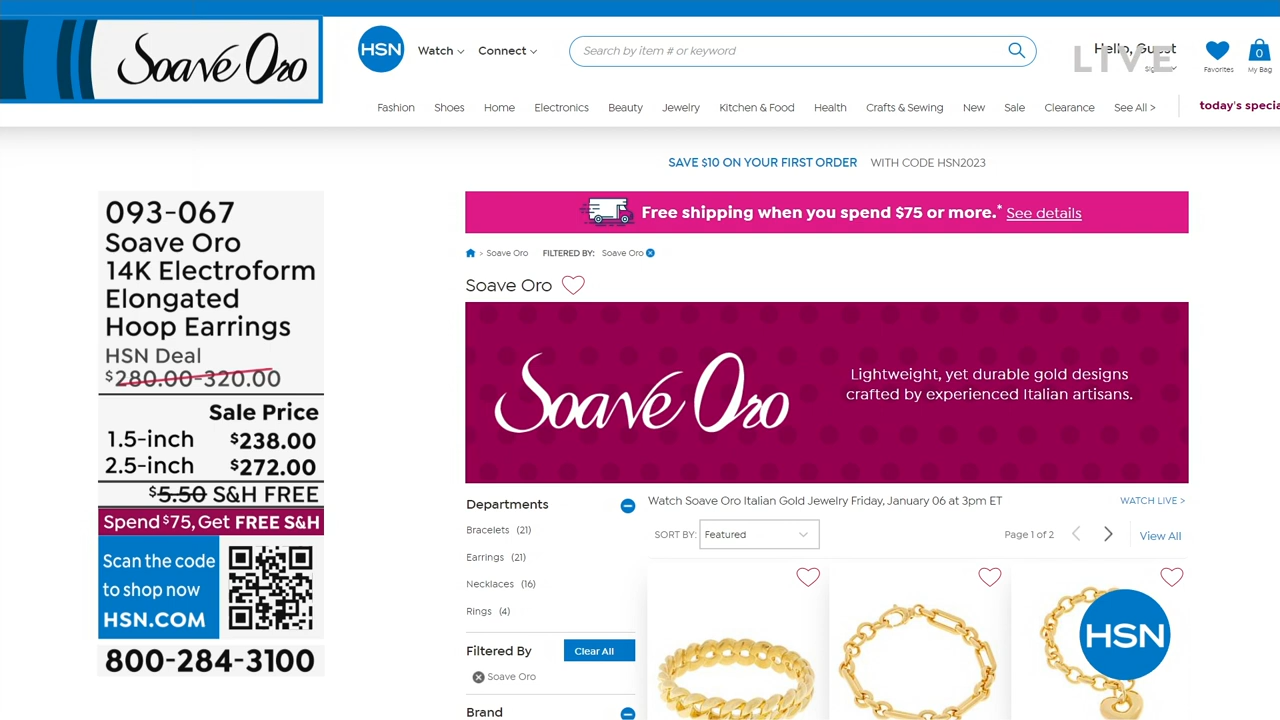 Soave Oro
HSN
Watch
Connect
Search by item # or keyword
Hello, Guest
LIVE
Favorites
0
My Bag
Fashion
Shoes
Home
Electronics
Beauty
Jewelry
Kitchen & Food
Health
Crafts & Sewing
New
Sale
Clearance
See All >
today's specia
SAVE $10 ON YOUR FIRST ORDER WITH CODE HSN2023
093-067
Soave Oro
14K Electroform
Elongated
Hoop Earrings
HSN Deal
$280.00-320.00
Sale Price
1.5-inch $238.00
2.5-inch $272.00
$5.50 S&H FREE
Spend $75, Get FREE S&H
Scan the code
to shop now
HSN.COM
800-284-3100
Free shipping when you spend $75 or more.* See details
> Soave Oro FILTERED BY: Soave Oro
Soave Oro
Soave Oro
Lightweight, yet durable gold designs
crafted by experienced Italian artisans.
Departments
Bracelets (21)
Earrings (21)
Necklaces (16)
Rings (4)
Filtered By
Clear All
Soave Oro
Brand
Watch Soave Oro Italian Gold Jewelry Friday, January 06 at 3pm ET
WATCH LIVE >
SORT BY: Featured
Page 1 of 2
View All
HSN